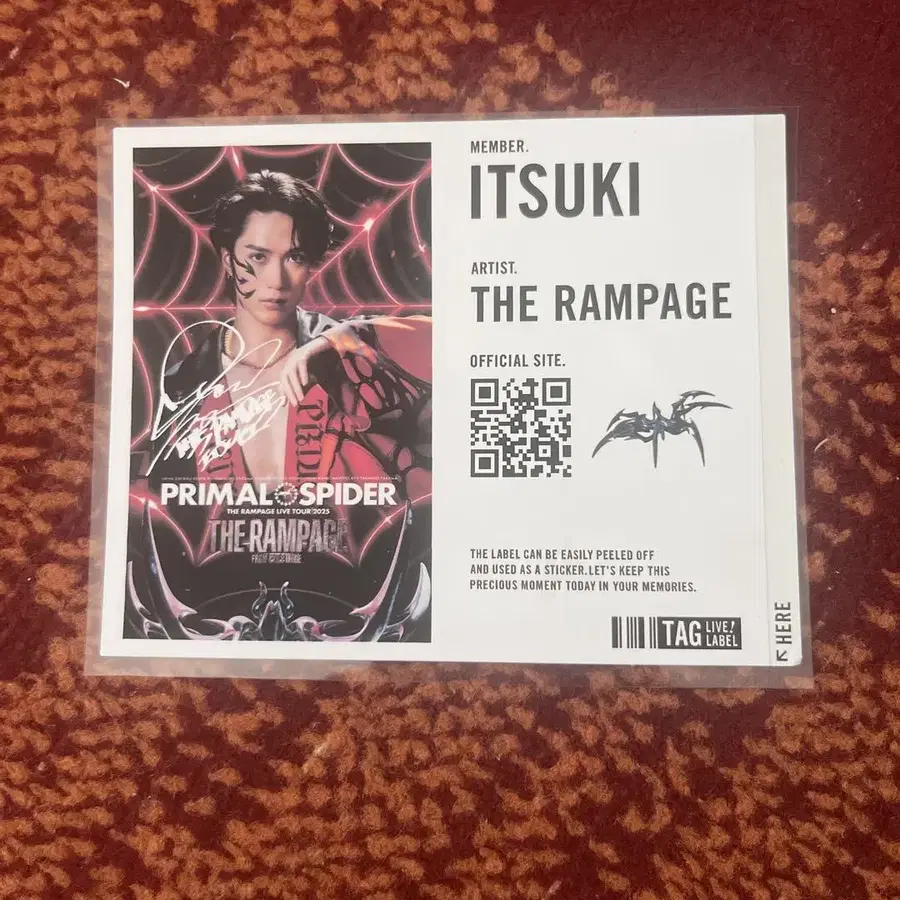 PRIMAL SPIDER
THE RAMPAGE LIVE TOUR 2025
THE RAMPAGE
MEMBER.
ITSUKI
ARTIST.
THE RAMPAGE
OFFICIAL SITE.
THE LABEL CAN BE EASILY PEELED OFF
AND USED AS A STICKER.LET'S KEEP THIS
PRECIOUS MOMENT TODAY IN YOUR MEMORIES.
TAG LIVE! LABEL
HERE